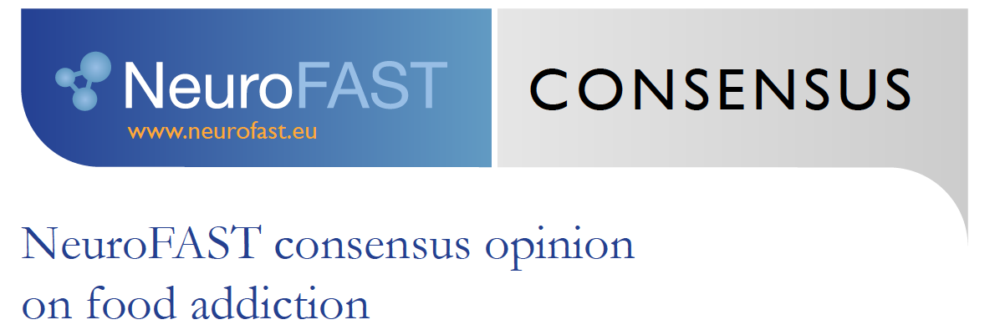 NeuroFAST
www.neurofast.eu
CONSENSUS
NeuroFAST consensus opinion
on food addiction